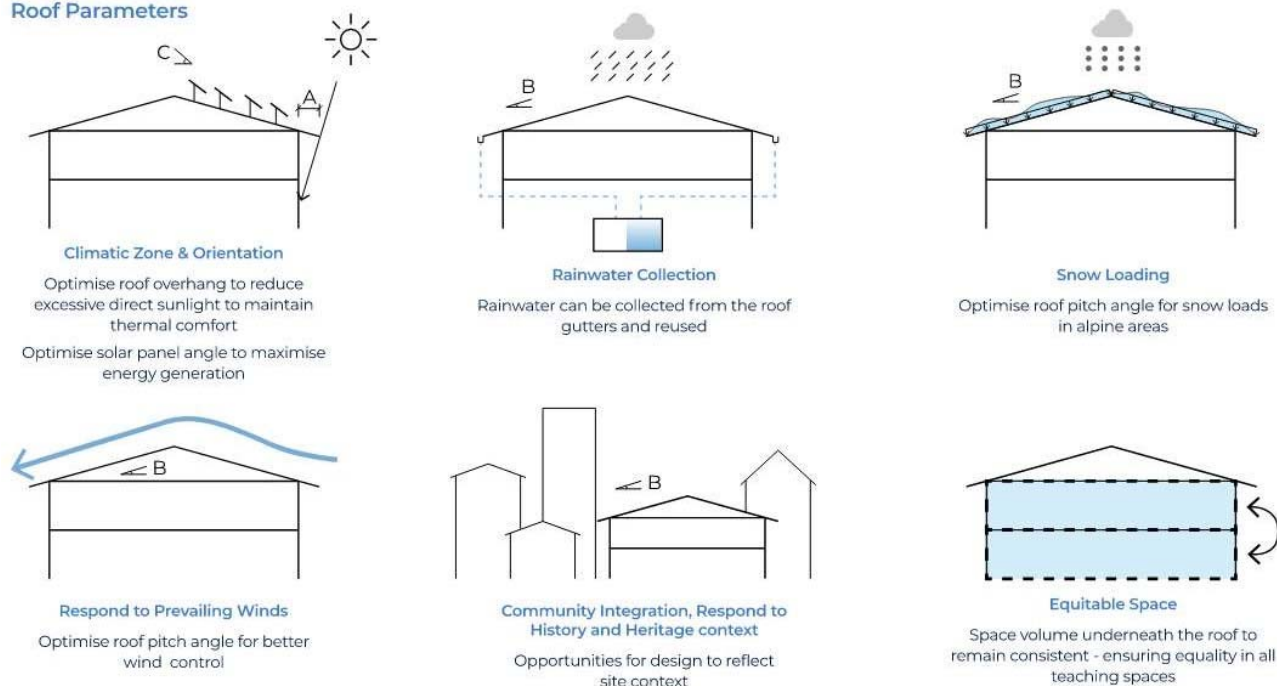 Roof Parameters
C
A
Climatic Zone & Orientation
Optimise roof overhang to reduce
excessive direct sunlight to maintain
thermal comfort
Optimise solar panel angle to maximise
energy generation
B
Rainwater Collection
Rainwater can be collected from the roof
gutters and reused
B
Snow Loading
Optimise roof pitch angle for snow loads
in alpine areas
B
Respond to Prevailing Winds
Optimise roof pitch angle for better
wind control
B
Community Integration, Respond to
History and Heritage context
Opportunities for design to reflect
site context
Equitable Space
Space volume underneath the roof to
remain consistent - ensuring equality in all
teaching spaces